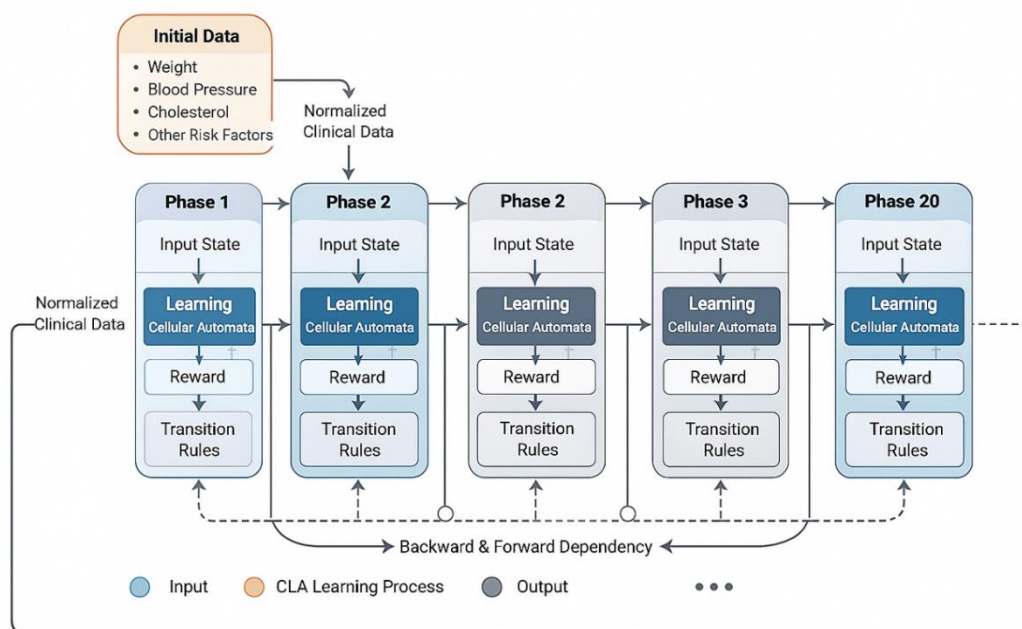 Initial Data
• Weight
• Blood Pressure
• Cholesterol
• Other Risk Factors
Normalized
Clinical Data
Phase 1
Input State
Learning
Cellular Automata
Reward
Transition
Rules
Phase 2
Input State
Learning
Cellular Automata
Reward
Transition
Rules
Phase 2
Input State
Learning
Cellular Automata
Reward
Transition
Rules
Phase 3
Input State
Learning
Cellular Automata
Reward
Transition
Rules
Phase 20
Input State
Learning
Cellular Automata
Reward
Transition
Rules
Normalized
Clinical Data
Backward & Forward Dependency
Input
CLA Learning Process
Output